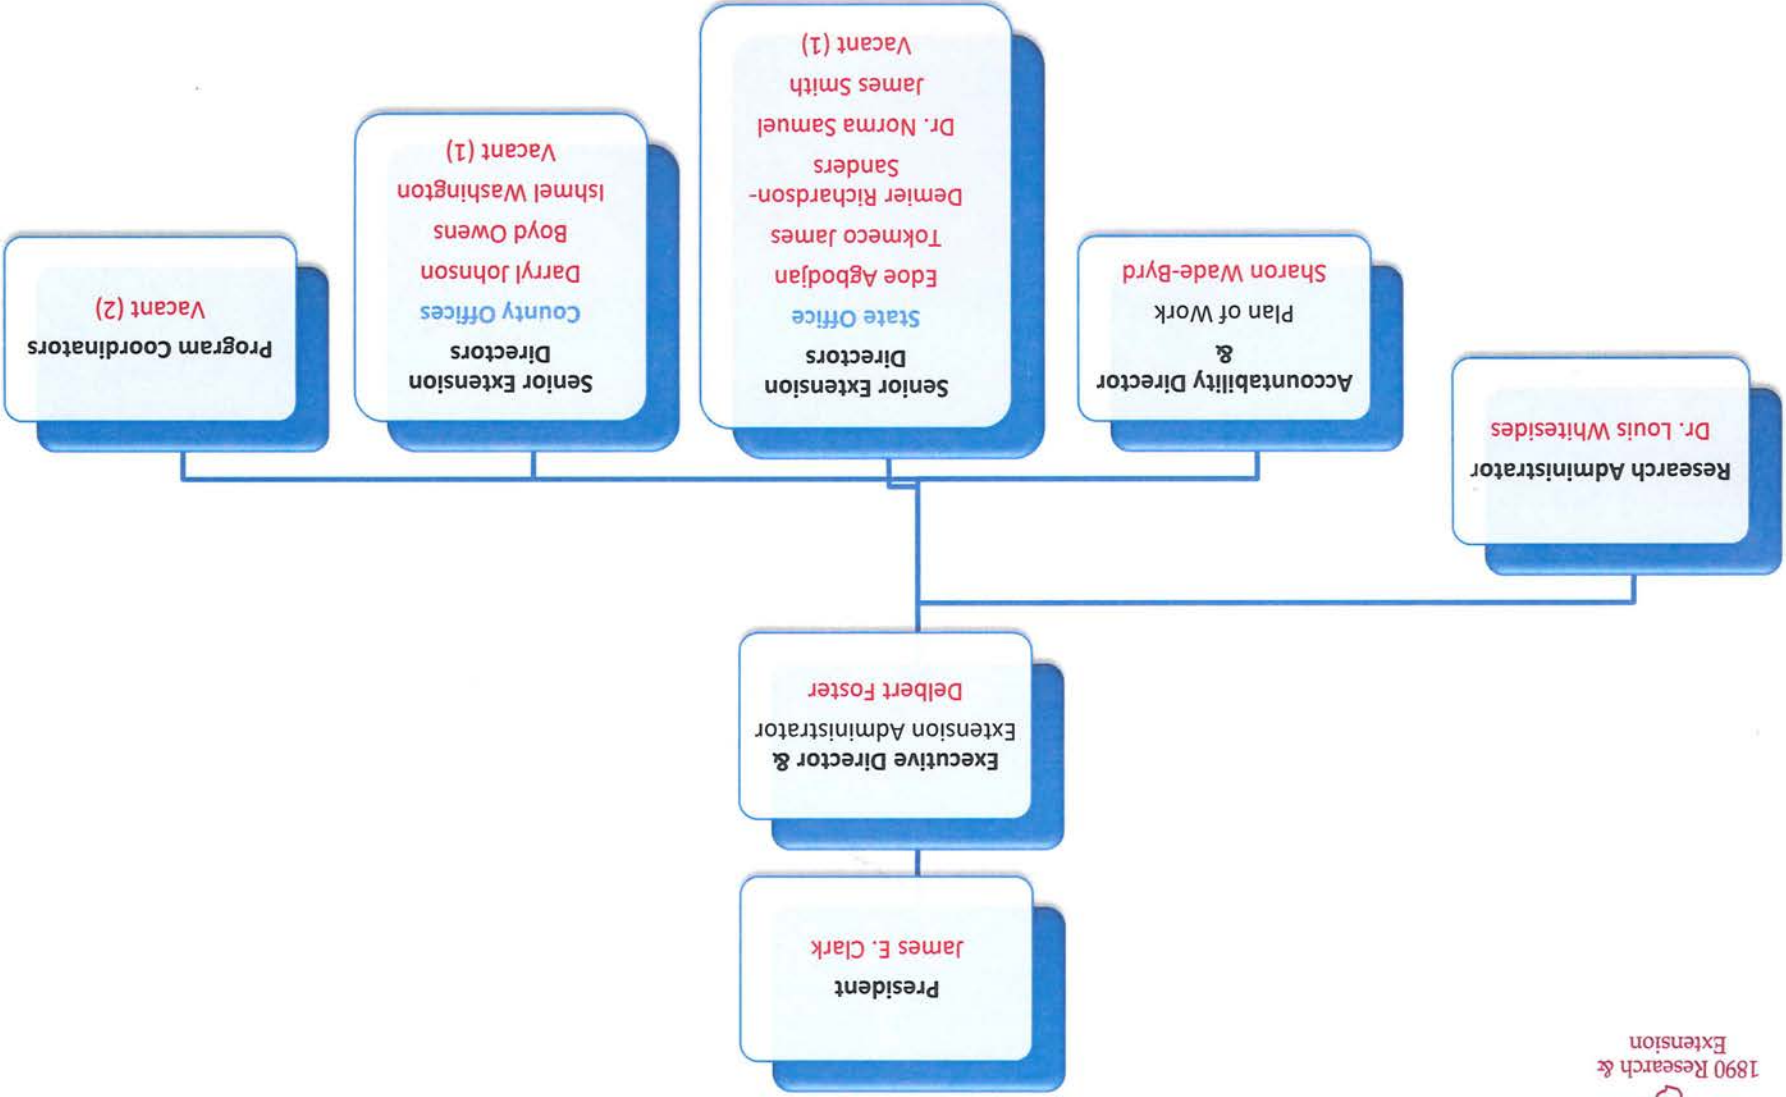 1890 Research &
Extension
President
James E. Clark
Executive Director &
Extension Administrator
Delbert Foster
Research Administrator
Dr. Louis Whitesides
Accountability Director
&
Plan of Work
Sharon Wade-Byrd
Senior Extension
Directors
State Office
Edoe Agbodjan
Tokmeco James
Demier Richardson-
Sanders
Dr. Norma Samuel
James Smith
Vacant (1)
Senior Extension
Directors
County Offices
Darryl Johnson
Boyd Owens
Ishmel Washington
Vacant (1)
Program Coordinators
Vacant (2)